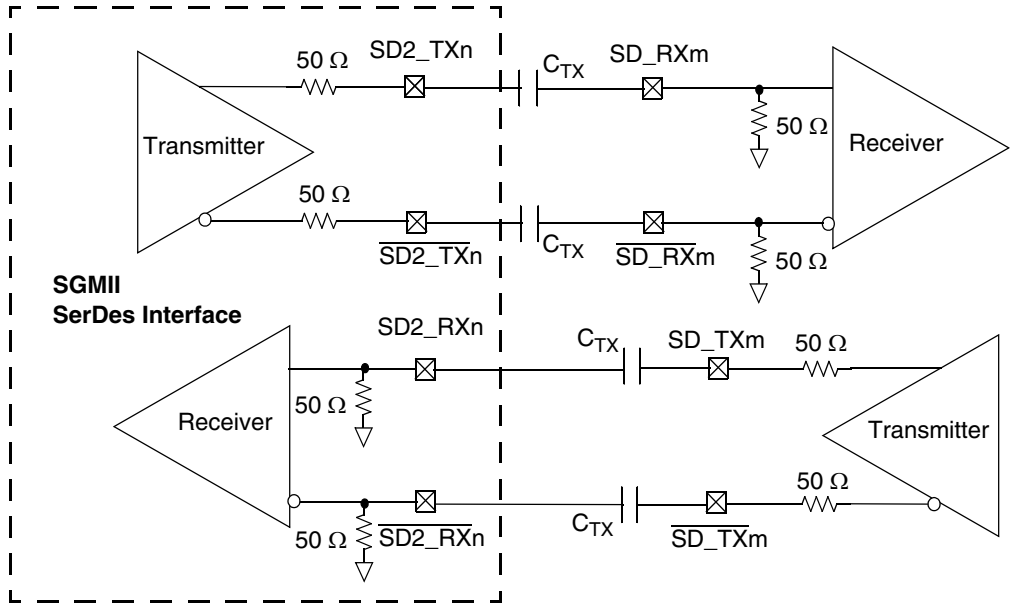 50 Ω
SD2_TXn
C_TX
SD_RXm
50 Ω
Transmitter
Receiver
50 Ω
SD2_TXn
C_TX
SD_RXm
50 Ω
SGMII
SerDes Interface
SD2_RXn
C_TX
SD_TXm
50 Ω
50 Ω
Receiver
Transmitter
50 Ω
50 Ω
SD2_RXn
C_TX
SD_TXm